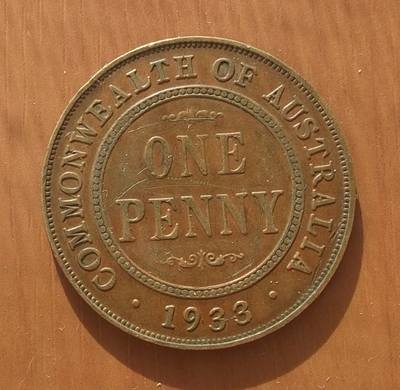 COMMONWEALTH OF AUSTRALIA
ONE
PENNY
· 1933 ·